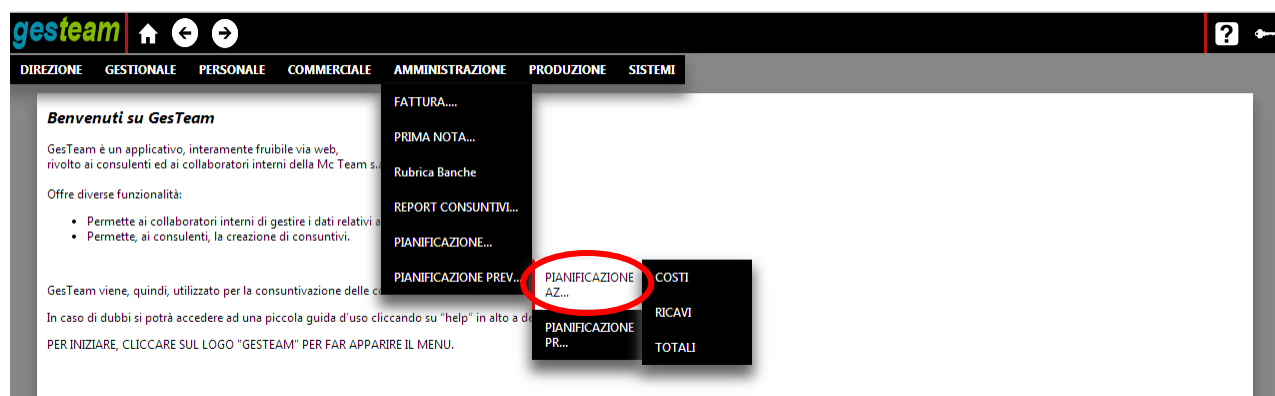 gesteam
?
DIREZIONE GESTIONALE PERSONALE COMMERCIALE AMMINISTRAZIONE PRODUZIONE SISTEMI
Benvenuti su GesTeam
GesTeam è un applicativo, interamente fruibile via web,
rivolto ai consulenti ed ai collaboratori interni della Mc Team s.
Offre diverse funzionalità:
• Permette ai collaboratori interni di gestire i dati relativi a
• Permette, ai consulenti, la creazione di consuntivi.
GesTeam viene, quindi, utilizzato per la consuntivazione delle
In caso di dubbi si potrà accedere ad una piccola guida d'uso cliccando su "help" in alto a
PER INIZIARE, CLICCARE SUL LOGO "GESTEAM" PER FAR APPARIRE IL MENU.
FATTURA....
PRIMA NOTA...
Rubrica Banche
REPORT CONSUNTIVI...
PIANIFICAZIONE...
PIANIFICAZIONE PREV...
PIANIFICAZIONE
AZ...
PIANIFICAZIONE
PR...
COSTI
RICAVI
TOTALI